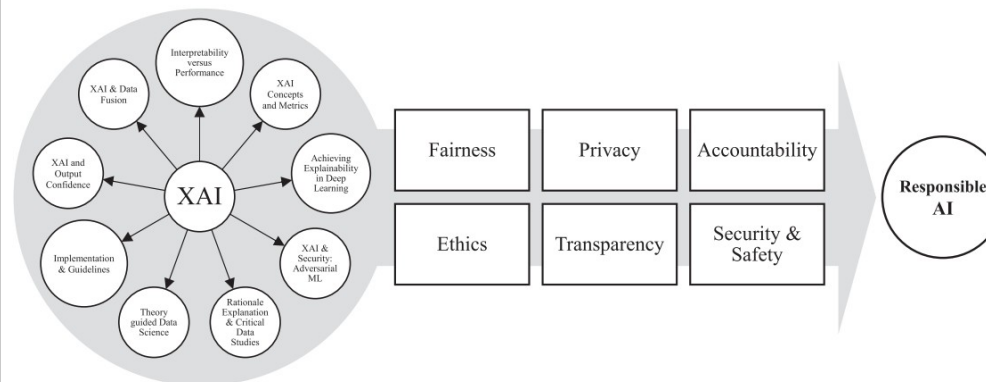 Interpretability
versus
Performance
XAI & Data
Fusion
XAI
Concepts
and Metrics
XAI and
Output
Confidence
Achieving
Explainability
in Deep
Learning
XAI
Implementation
& Guidelines
XAI &
Security:
Adversarial
ML
Theory
guided Data
Science
Rationale
Explanation
& Critical
Data
Studies
Fairness
Privacy
Accountability
Ethics
Transparency
Security &
Safety
Responsible
AI